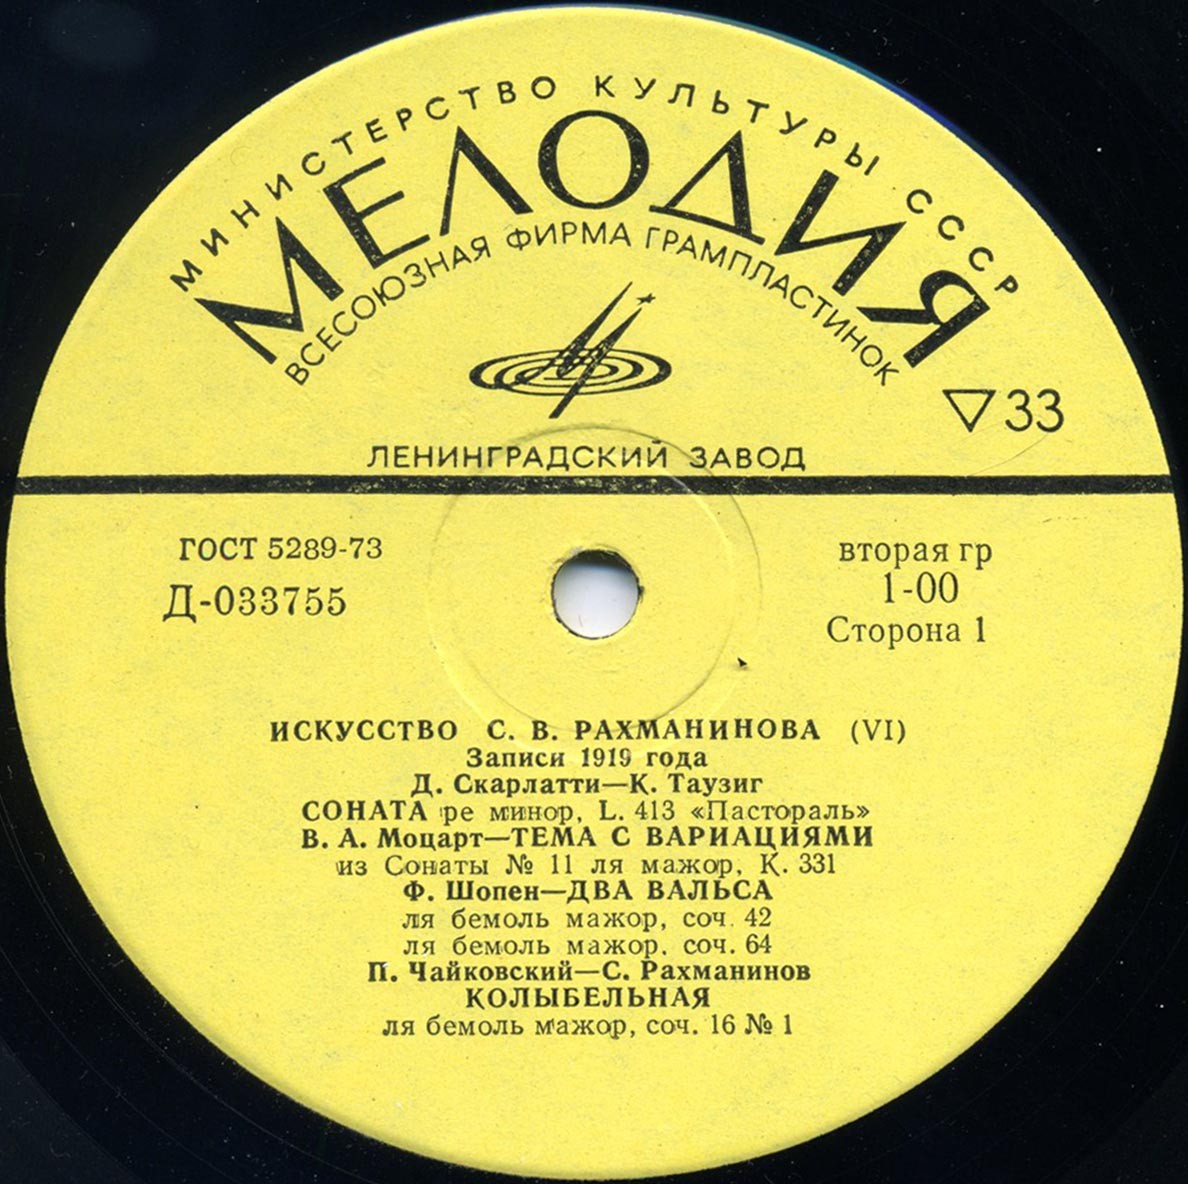 МИНИСТЕРСТВО КУЛЬТУРЫ СССР
МЕЛОДИЯ
ВСЕСОЮЗНАЯ ФИРМА ГРАМПЛАСТИНОК
▽33
ЛЕНИНГРАДСКИЙ ЗАВОД
ГОСТ 5289-73
Д-033755
вторая гр
1-00
Сторона 1
ИСКУССТВО С. В. РАХМАНИНОВА (VI)
Записи 1919 года
Д. Скарлатти—К. Таузиг
СОНАТА ре минор, L. 413 «Пастораль»
В. А. Моцарт—ТЕМА С ВАРИАЦИЯМИ
из Сонаты № 11 ля мажор, К. 331
Ф. Шопен—ДВА ВАЛЬСА
ля бемоль мажор, соч. 42
ля бемоль мажор, соч. 64
П. Чайковский—С. Рахманинов
КОЛЫБЕЛЬНАЯ
ля бемоль мажор, соч. 16 № 1